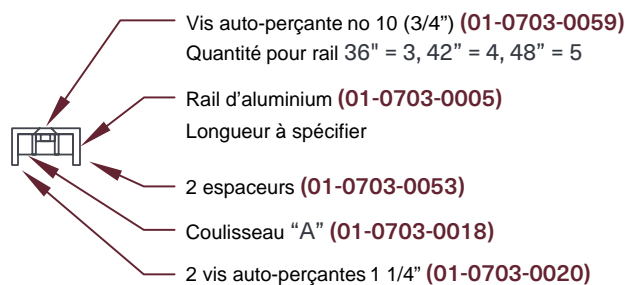 Vis auto-perçante no 10 (3/4”) (01-0703-0059)
Quantité pour rail 36" = 3, 42” = 4, 48” = 5
Rail d’aluminium (01-0703-0005)
Longueur à spécifier
2 espaceurs (01-0703-0053)
Coulisseau “A” (01-0703-0018)
2 vis auto-perçantes 1 1/4” (01-0703-0020)